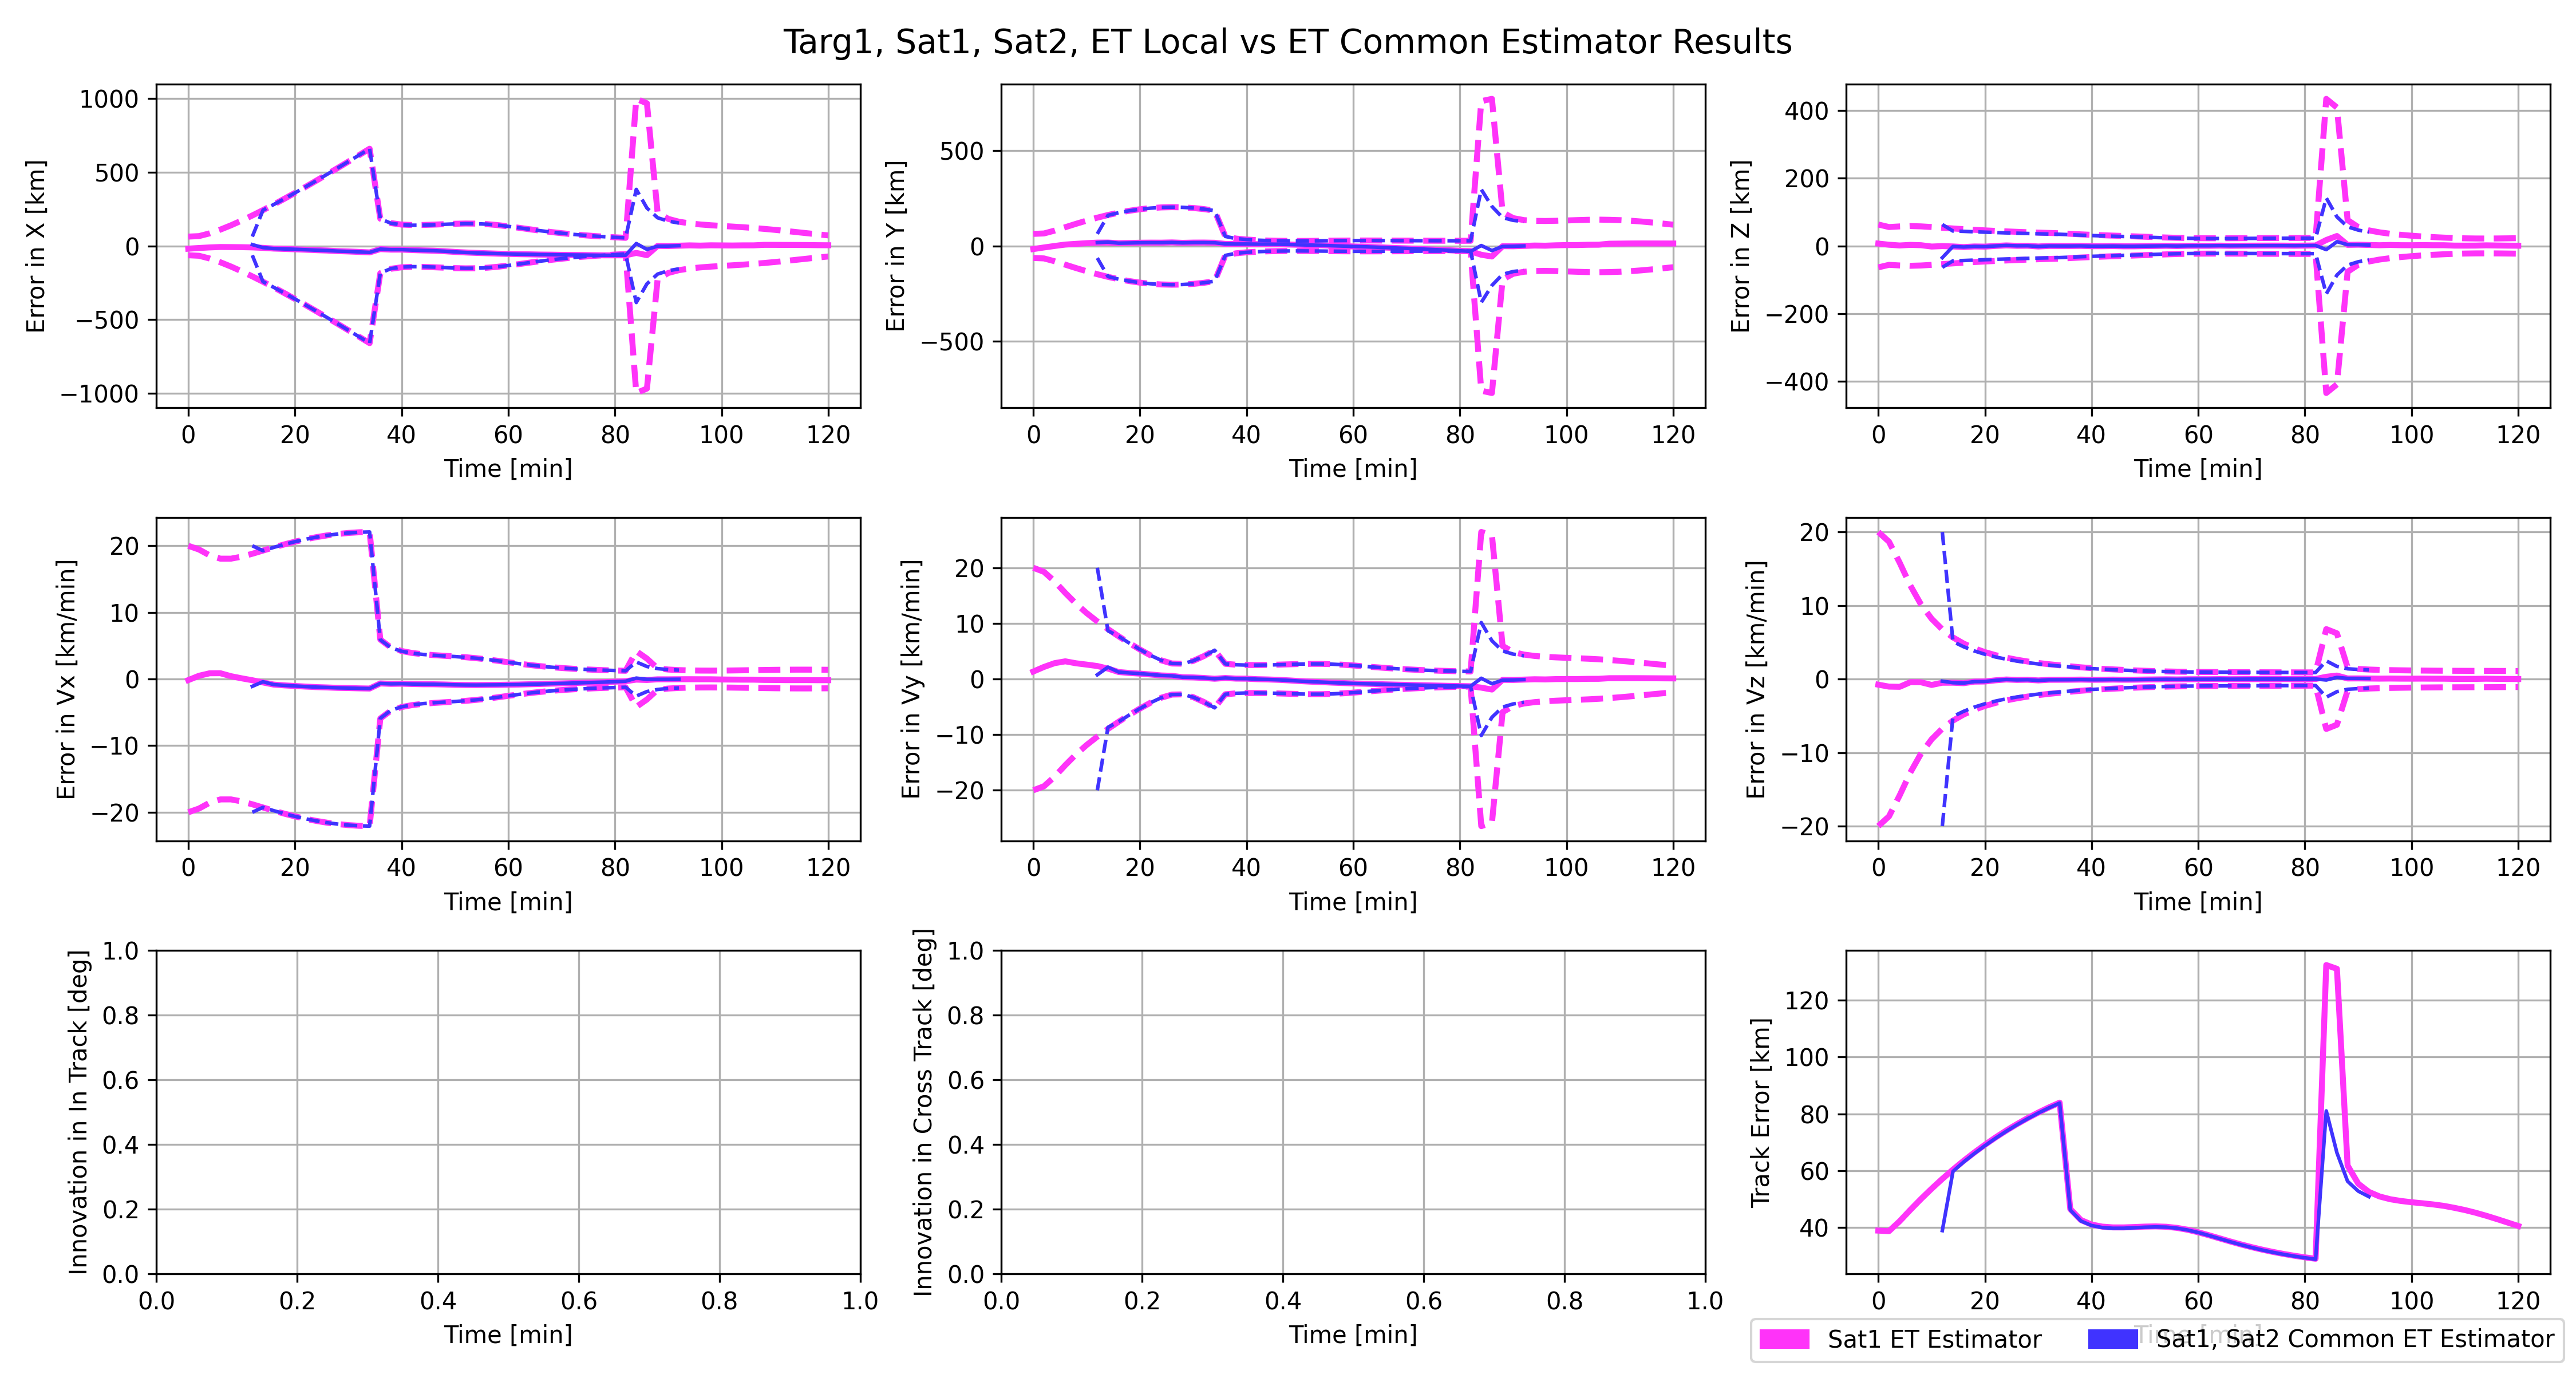 Targ1, Sat1, Sat2, ET Local vs ET Common Estimator Results
Error in X [km]
1000
500
0
−500
−1000
0 20 40 60 80 100 120
Time [min]
Error in Y [km]
500
0
−500
0 20 40 60 80 100 120
Time [min]
Error in Z [km]
400
200
0
−200
−400
0 20 40 60 80 100 120
Time [min]
Error in Vx [km/min]
20
10
0
−10
−20
0 20 40 60 80 100 120
Time [min]
Error in Vy [km/min]
20
10
0
−10
−20
0 20 40 60 80 100 120
Time [min]
Error in Vz [km/min]
20
10
0
−10
−20
0 20 40 60 80 100 120
Time [min]
Innovation in In Track [deg]
1.0
0.8
0.6
0.4
0.2
0.0
0.0 0.2 0.4 0.6 0.8 1.0
Time [min]
Innovation in Cross Track [deg]
1.0
0.8
0.6
0.4
0.2
0.0
0.0 0.2 0.4 0.6 0.8 1.0
Time [min]
Track Error [km]
120
100
80
60
40
0 20 40 60 80 100 120
Time [min]
Sat1 ET Estimator
Sat1, Sat2 Common ET Estimator